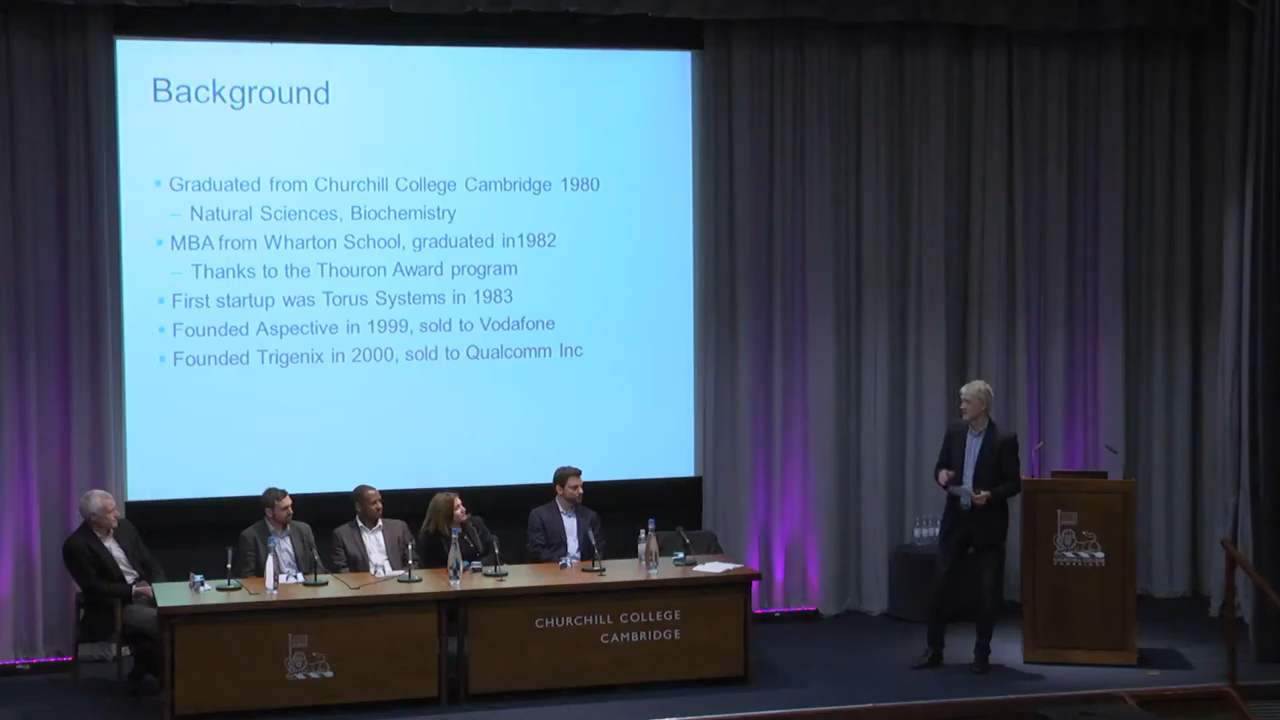 Background
Graduated from Churchill College Cambridge 1980
– Natural Sciences, Biochemistry
MBA from Wharton School, graduated in1982
– Thanks to the Thouron Award program
First startup was Torus Systems in 1983
Founded Aspective in 1999, sold to Vodafone
Founded Trigenix in 2000, sold to Qualcomm Inc
CHURCHILL COLLEGE
CAMBRIDGE